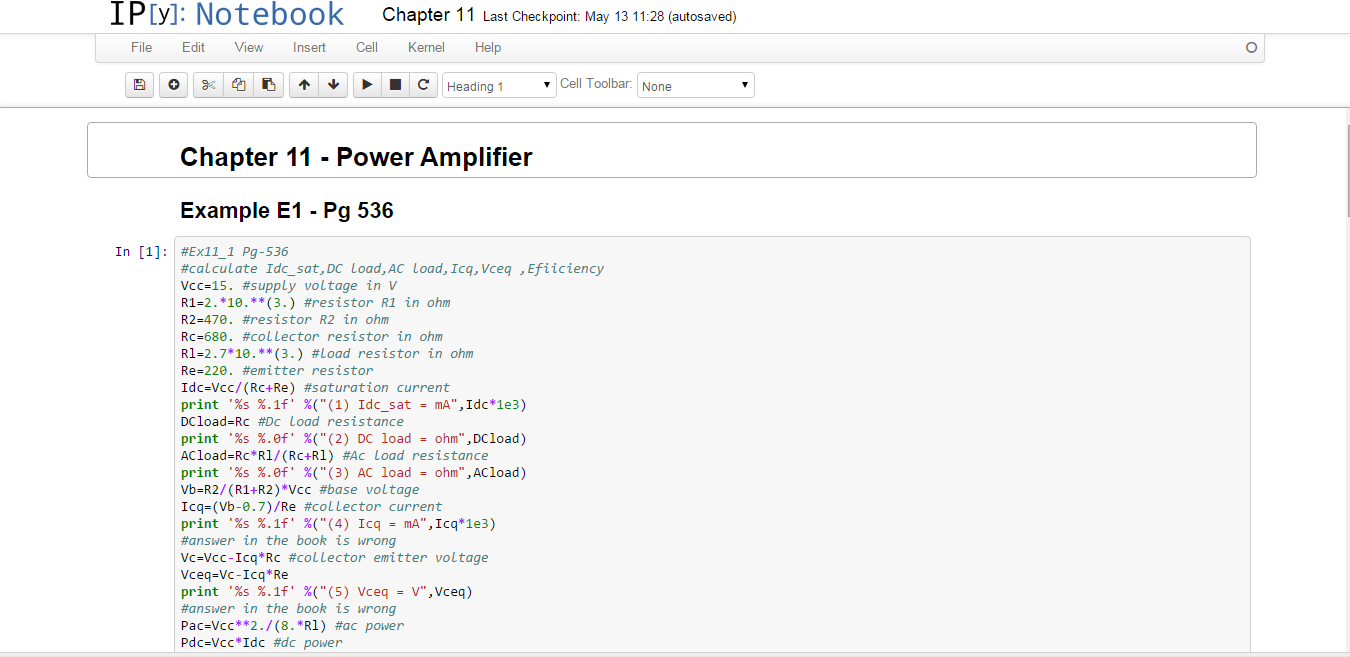 IP[y]: Notebook Chapter 11 Last Checkpoint: May 13 11:28 (autosaved)
File Edit View Insert Cell Kernel Help
Heading 1 Cell Toolbar: None
Chapter 11 - Power Amplifier
Example E1 - Pg 536
In [1]: #Ex11_1 Pg-536
#calculate Idc_sat,DC load,AC load,Icq,Vceq ,Efiiciency
Vcc=15. #supply voltage in V
R1=2.*10.**(3.) #resistor R1 in ohm
R2=470. #resistor R2 in ohm
Rc=680. #collector resistor in ohm
Rl=2.7*10.**(3.) #load resistor in ohm
Re=220. #emitter resistor
Idc=Vcc/(Rc+Re) #saturation current
print '%s %.1f' %("(1) Idc_sat = mA",Idc*1e3)
DCload=Rc #Dc load resistance
print '%s %.0f' %("(2) DC load = ohm",DCload)
ACload=Rc*Rl/(Rc+Rl) #Ac load resistance
print '%s %.0f' %("(3) AC load = ohm",ACload)
Vb=R2/(R1+R2)*Vcc #base voltage
Icq=(Vb-0.7)/Re #collector current
print '%s %.1f' %("(4) Icq = mA",Icq*1e3)
#answer in the book is wrong
Vc=Vcc-Icq*Rc #collector emitter voltage
Vceq=Vc-Icq*Re
print '%s %.1f' %("(5) Vceq = V",Vceq)
#answer in the book is wrong
Pac=Vcc**2./(8.*Rl) #ac power
Pdc=Vcc*Idc #dc power